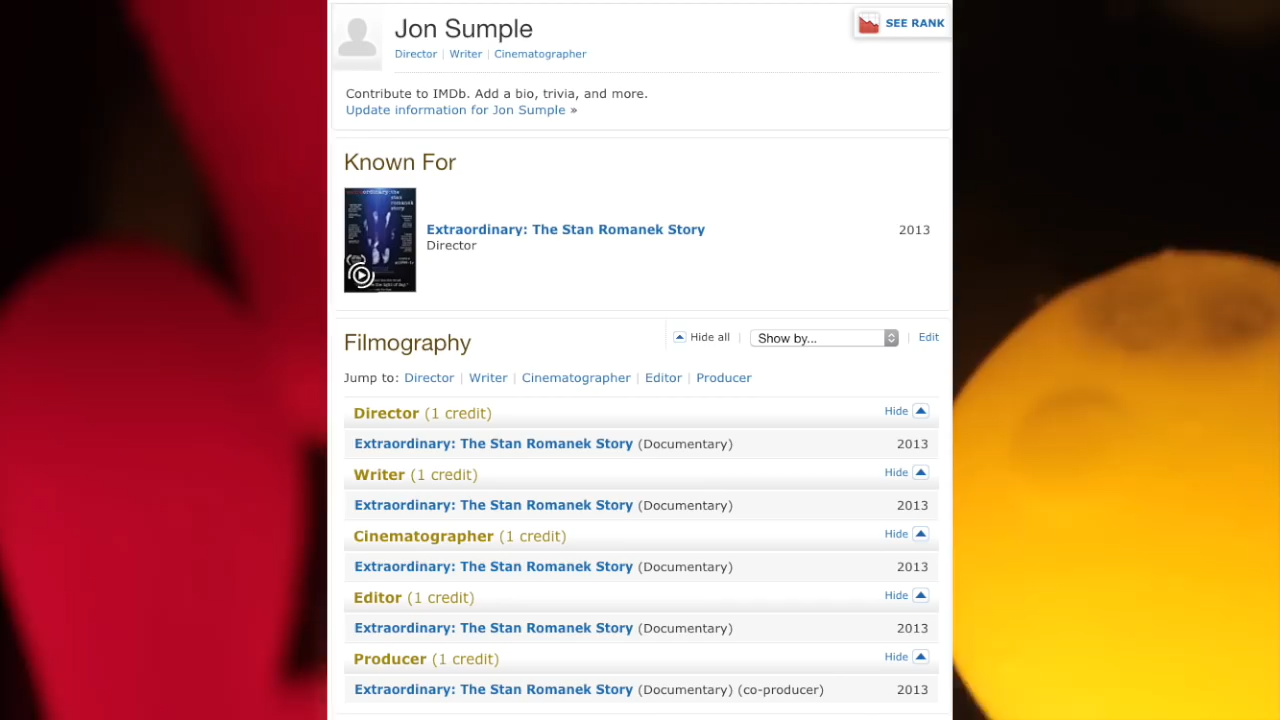 Jon Sumple
SEE RANK
Director | Writer | Cinematographer
Contribute to IMDb. Add a bio, trivia, and more.
Update information for Jon Sumple »
Known For
Extraordinary: The Stan Romanek Story 2013
Director
Filmography
Hide all | Show by... | Edit
Jump to: Director | Writer | Cinematographer | Editor | Producer
Director (1 credit) Hide
Extraordinary: The Stan Romanek Story (Documentary) 2013
Writer (1 credit) Hide
Extraordinary: The Stan Romanek Story (Documentary) 2013
Cinematographer (1 credit) Hide
Extraordinary: The Stan Romanek Story (Documentary) 2013
Editor (1 credit) Hide
Extraordinary: The Stan Romanek Story (Documentary) 2013
Producer (1 credit) Hide
Extraordinary: The Stan Romanek Story (Documentary) (co-producer) 2013